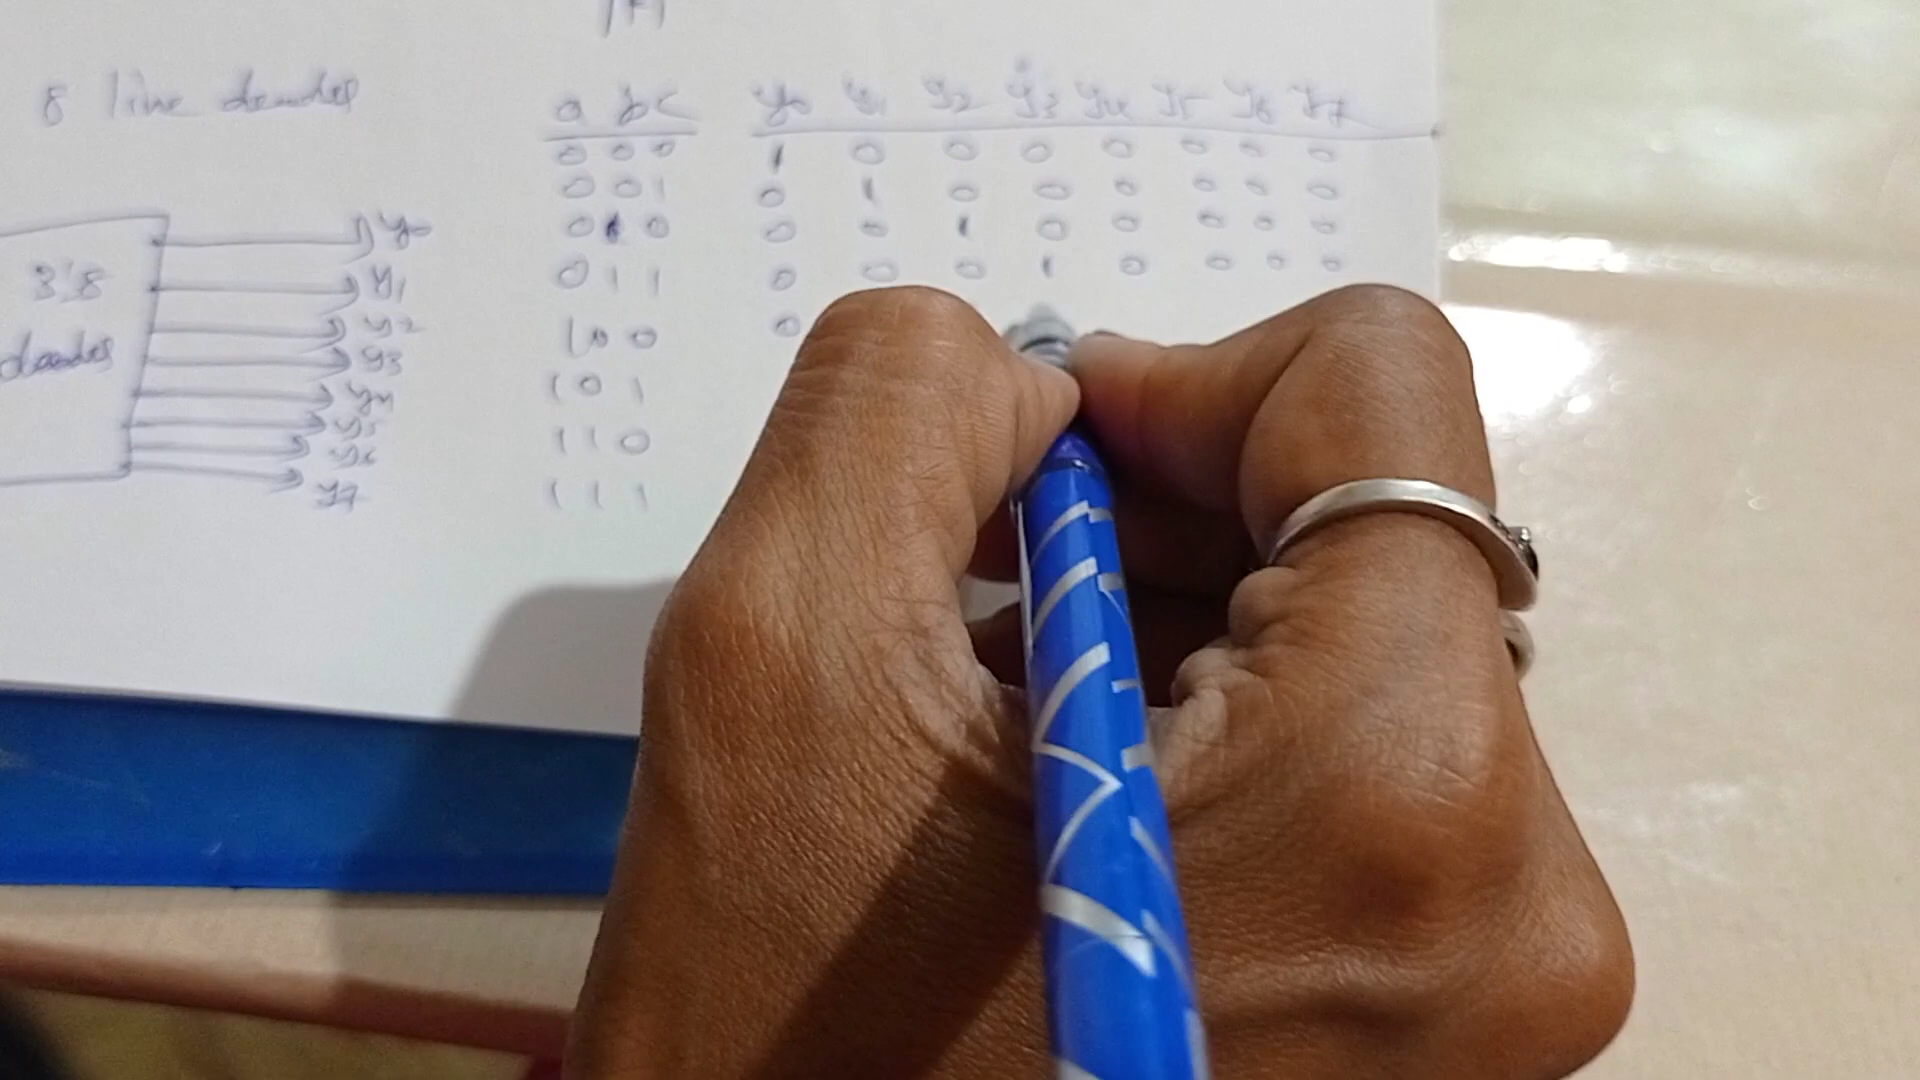 8 line decoder
a b c y0 y1 y2 y3 y4 y5 y6 y7
0 0 0 1 0 0 0 0 0 0 0
0 0 1 0 1 0 0 0 0 0 0
0 1 0 0 0 1 0 0 0 0 0
0 1 1 0 0 0 1 0 0 0 0
1 0 0 0
1 0 1
1 1 0
1 1 1
3:8
decoder
y0
y1
y2
y3
y5
y6
y7